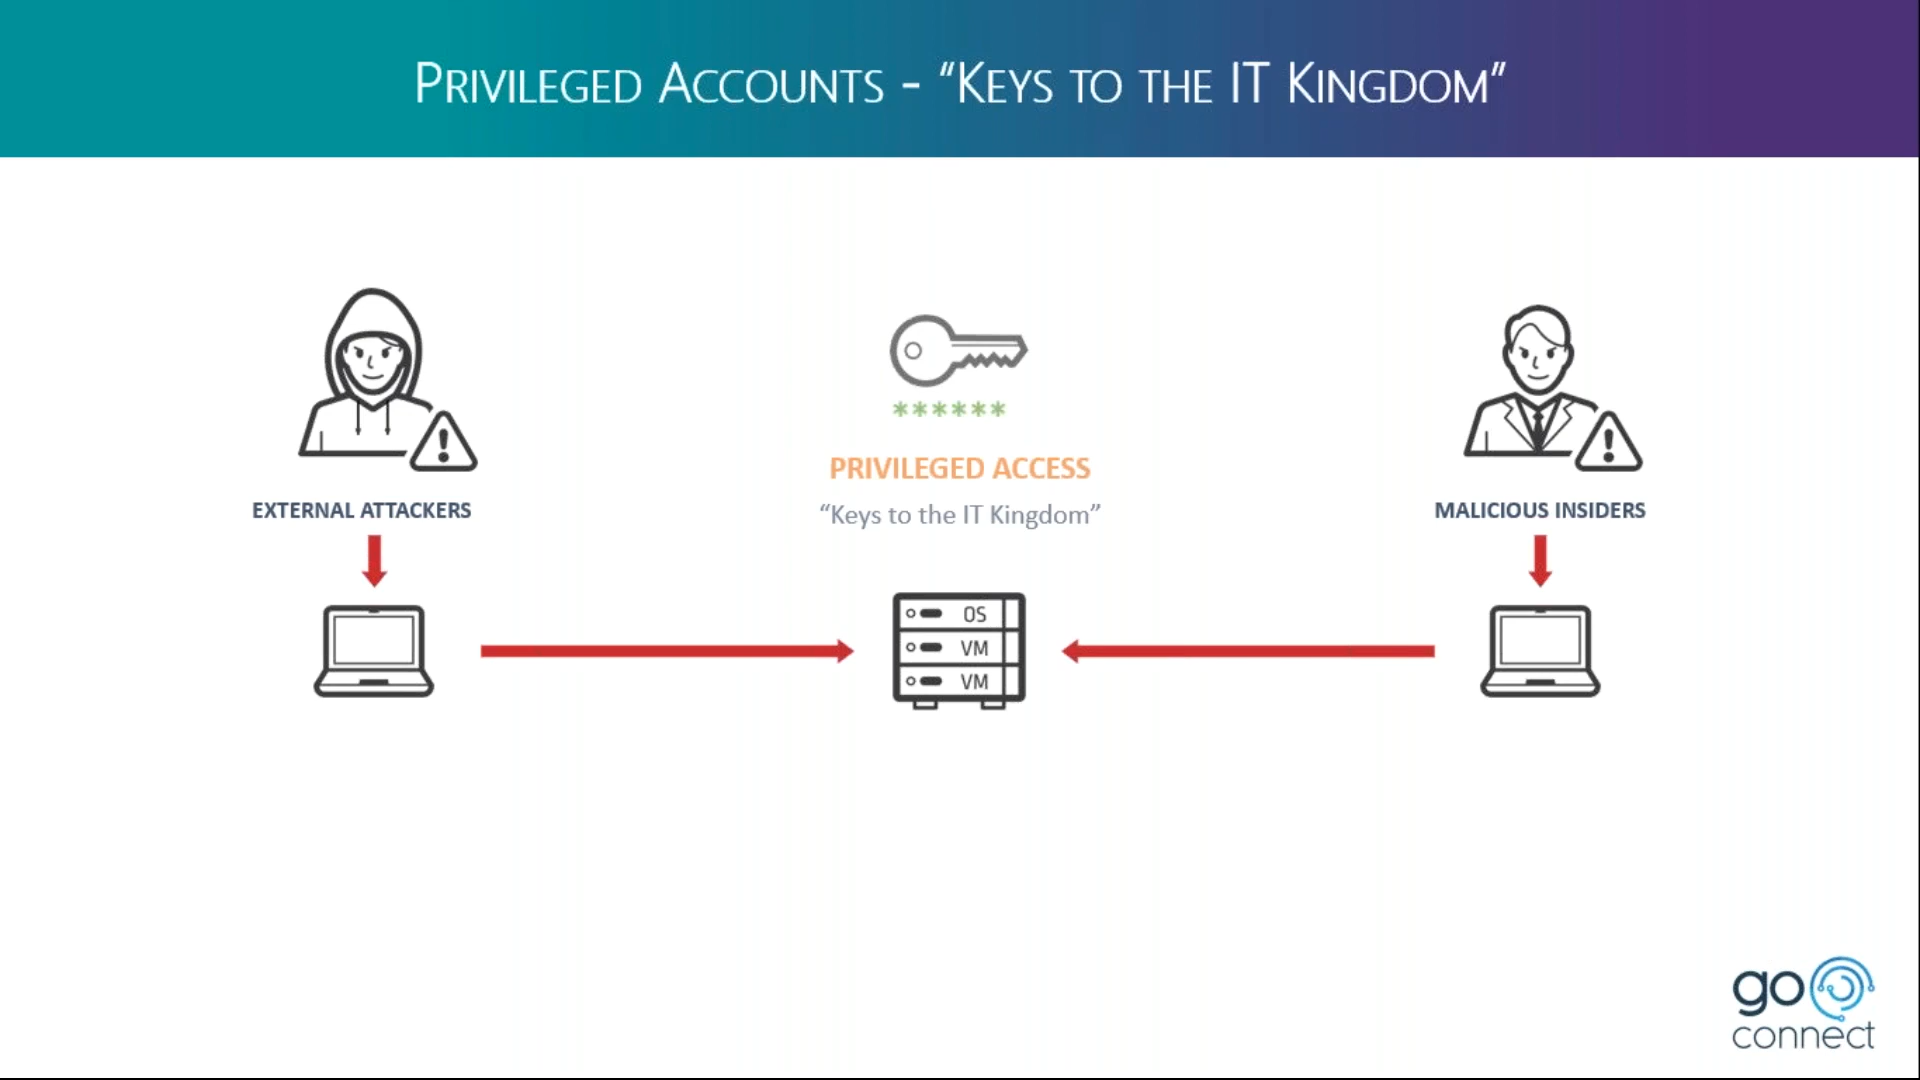 PRIVILEGED ACCOUNTS - “KEYS TO THE IT KINGDOM”
******
PRIVILEGED ACCESS
“Keys to the IT Kingdom”
EXTERNAL ATTACKERS
MALICIOUS INSIDERS
OS
VM
VM
go
connect